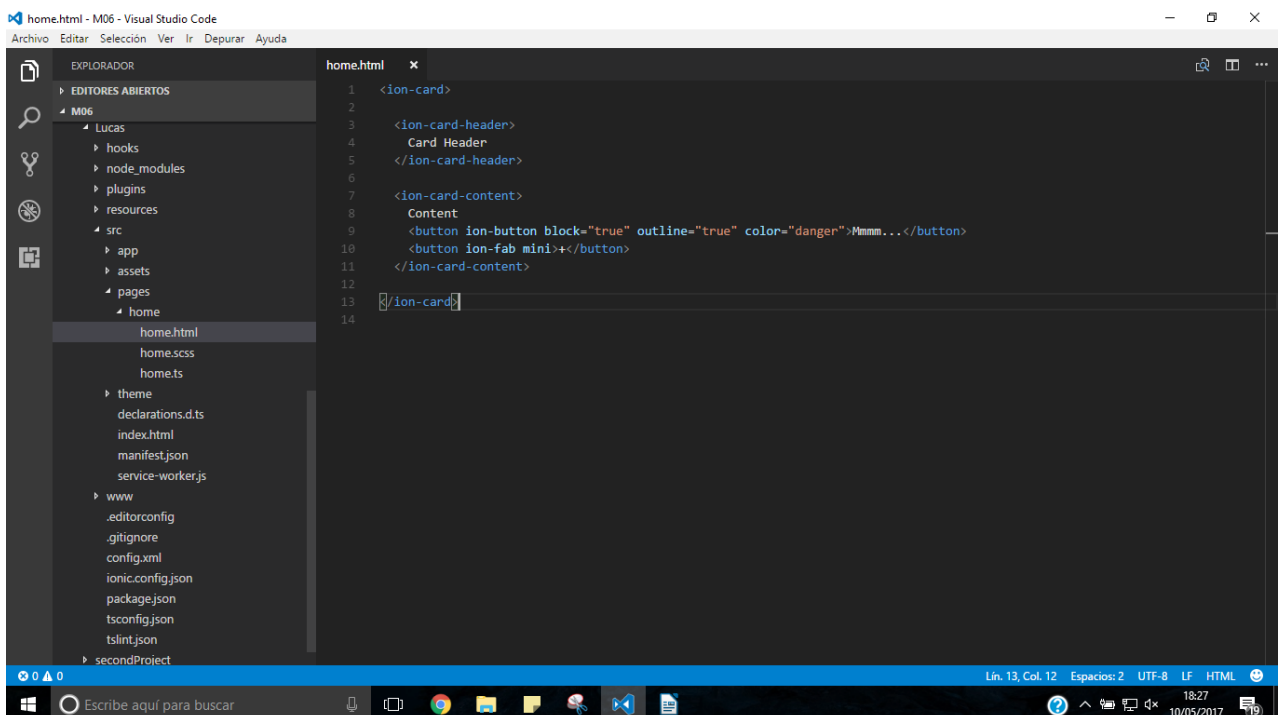 home.html - M06 - Visual Studio Code
Archivo Editar Selección Ver Ir Depurar Ayuda
EXPLORADOR
EDITORES ABIERTOS
M06
Lucas
hooks
node_modules
plugins
resources
src
app
assets
pages
home
home.html
home.scss
home.ts
theme
declarations.d.ts
index.html
manifest.json
service-worker.js
www
.editorconfig
.gitignore
config.xml
ionic.config.json
package.json
tsconfig.json
tslint.json
secondProject
home.html ×
1 <ion-card>
2
3 <ion-card-header>
4 Card Header
5 </ion-card-header>
6
7 <ion-card-content>
8 Content
9 <button ion-button block="true" outline="true" color="danger">Mmmm...</button>
10 <button ion-fab mini>+</button>
11 </ion-card-content>
12
13 </ion-card>
14
0 0
Lín. 13, Col. 12 Espacios: 2 UTF-8 LF HTML
Escribe aquí para buscar
18:27
10/05/2017
19